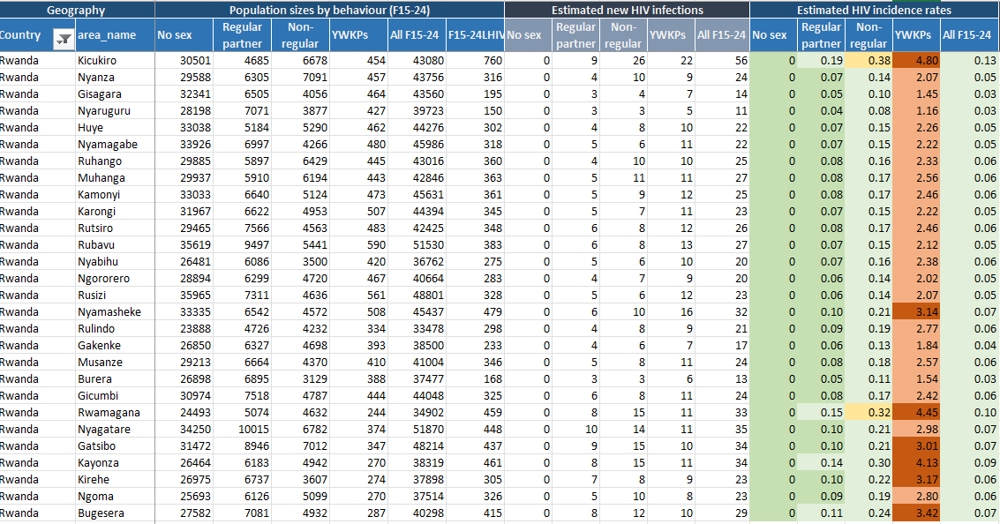 Geography Population sizes by behaviour (F15-24) Estimated new HIV infections Estimated HIV incidence rates
Country area_name No sex Regular partner Non-regular YWKPs All F15-24 F15-24LHIV No sex Regular partner Non-regular YWKPs All F15-24 No sex Regular partner Non-regular YWKPs All F15-24
Rwanda Kicukiro 30501 4685 6678 454 43080 760 0 9 26 22 56 0 0.19 0.38 4.80 0.13
Rwanda Nyanza 29588 6305 7091 457 43756 316 0 4 10 9 24 0 0.07 0.14 2.07 0.05
Rwanda Gisagara 32341 6505 4056 464 43560 195 0 3 4 7 14 0 0.05 0.10 1.45 0.03
Rwanda Nyaruguru 28198 7071 3877 427 39723 150 0 3 3 5 11 0 0.04 0.08 1.16 0.03
Rwanda Huye 33038 5184 5290 462 44276 302 0 4 8 10 22 0 0.07 0.15 2.26 0.05
Rwanda Nyamagabe 33926 6997 4266 480 45986 318 0 5 6 11 22 0 0.07 0.15 2.22 0.05
Rwanda Ruhango 29885 5897 6429 445 43016 360 0 4 10 10 25 0 0.08 0.16 2.33 0.06
Rwanda Muhanga 29937 5910 6194 443 42846 363 0 5 11 11 27 0 0.08 0.17 2.56 0.06
Rwanda Kamonyi 33033 6640 5124 473 45631 361 0 5 9 12 25 0 0.08 0.17 2.46 0.06
Rwanda Karongi 31967 6622 4953 507 44394 345 0 5 7 11 23 0 0.07 0.15 2.22 0.05
Rwanda Rutsiro 29465 7566 4563 483 42425 348 0 6 8 12 26 0 0.08 0.17 2.46 0.06
Rwanda Rubavu 35619 9497 5441 590 51530 383 0 6 8 13 27 0 0.07 0.15 2.12 0.05
Rwanda Nyabihu 26481 6086 3500 420 36762 275 0 5 6 10 20 0 0.07 0.16 2.38 0.06
Rwanda Ngororero 28894 6299 4720 467 40664 283 0 4 7 9 20 0 0.06 0.14 2.02 0.05
Rwanda Rusizi 35965 7311 4636 561 48801 328 0 5 6 12 23 0 0.06 0.14 2.07 0.05
Rwanda Nyamasheke 33335 6542 4572 508 45437 479 0 6 10 16 32 0 0.10 0.21 3.14 0.07
Rwanda Rulindo 23888 4726 4232 334 33478 298 0 4 8 9 21 0 0.09 0.19 2.77 0.06
Rwanda Gakenke 26850 6327 4698 393 38500 233 0 4 6 7 17 0 0.06 0.13 1.84 0.04
Rwanda Musanze 29213 6664 4370 410 41004 346 0 5 8 11 24 0 0.08 0.18 2.57 0.06
Rwanda Burera 26898 6895 3129 388 37477 168 0 3 3 6 13 0 0.05 0.11 1.54 0.03
Rwanda Gicumbi 30974 7518 4787 444 44048 325 0 6 8 11 24 0 0.08 0.17 2.42 0.06
Rwanda Rwamagana 24493 5074 4632 244 34902 459 0 8 15 11 33 0 0.15 0.32 4.45 0.10
Rwanda Nyagatare 34250 10015 6782 374 51870 448 0 10 14 11 35 0 0.10 0.21 2.98 0.07
Rwanda Gatsibo 31472 8946 7012 347 48214 437 0 9 15 10 34 0 0.10 0.21 3.01 0.07
Rwanda Kayonza 26464 6183 4942 270 38319 461 0 8 15 11 34 0 0.14 0.30 4.13 0.09
Rwanda Kirehe 26975 6737 3607 274 37898 305 0 7 8 9 23 0 0.10 0.22 3.17 0.06
Rwanda Ngoma 25693 6126 5099 270 37514 326 0 5 10 8 23 0 0.09 0.19 2.80 0.06
Rwanda Bugesera 27582 7081 4932 287 40298 415 0 8 12 10 29 0 0.11 0.24 3.42 0.07